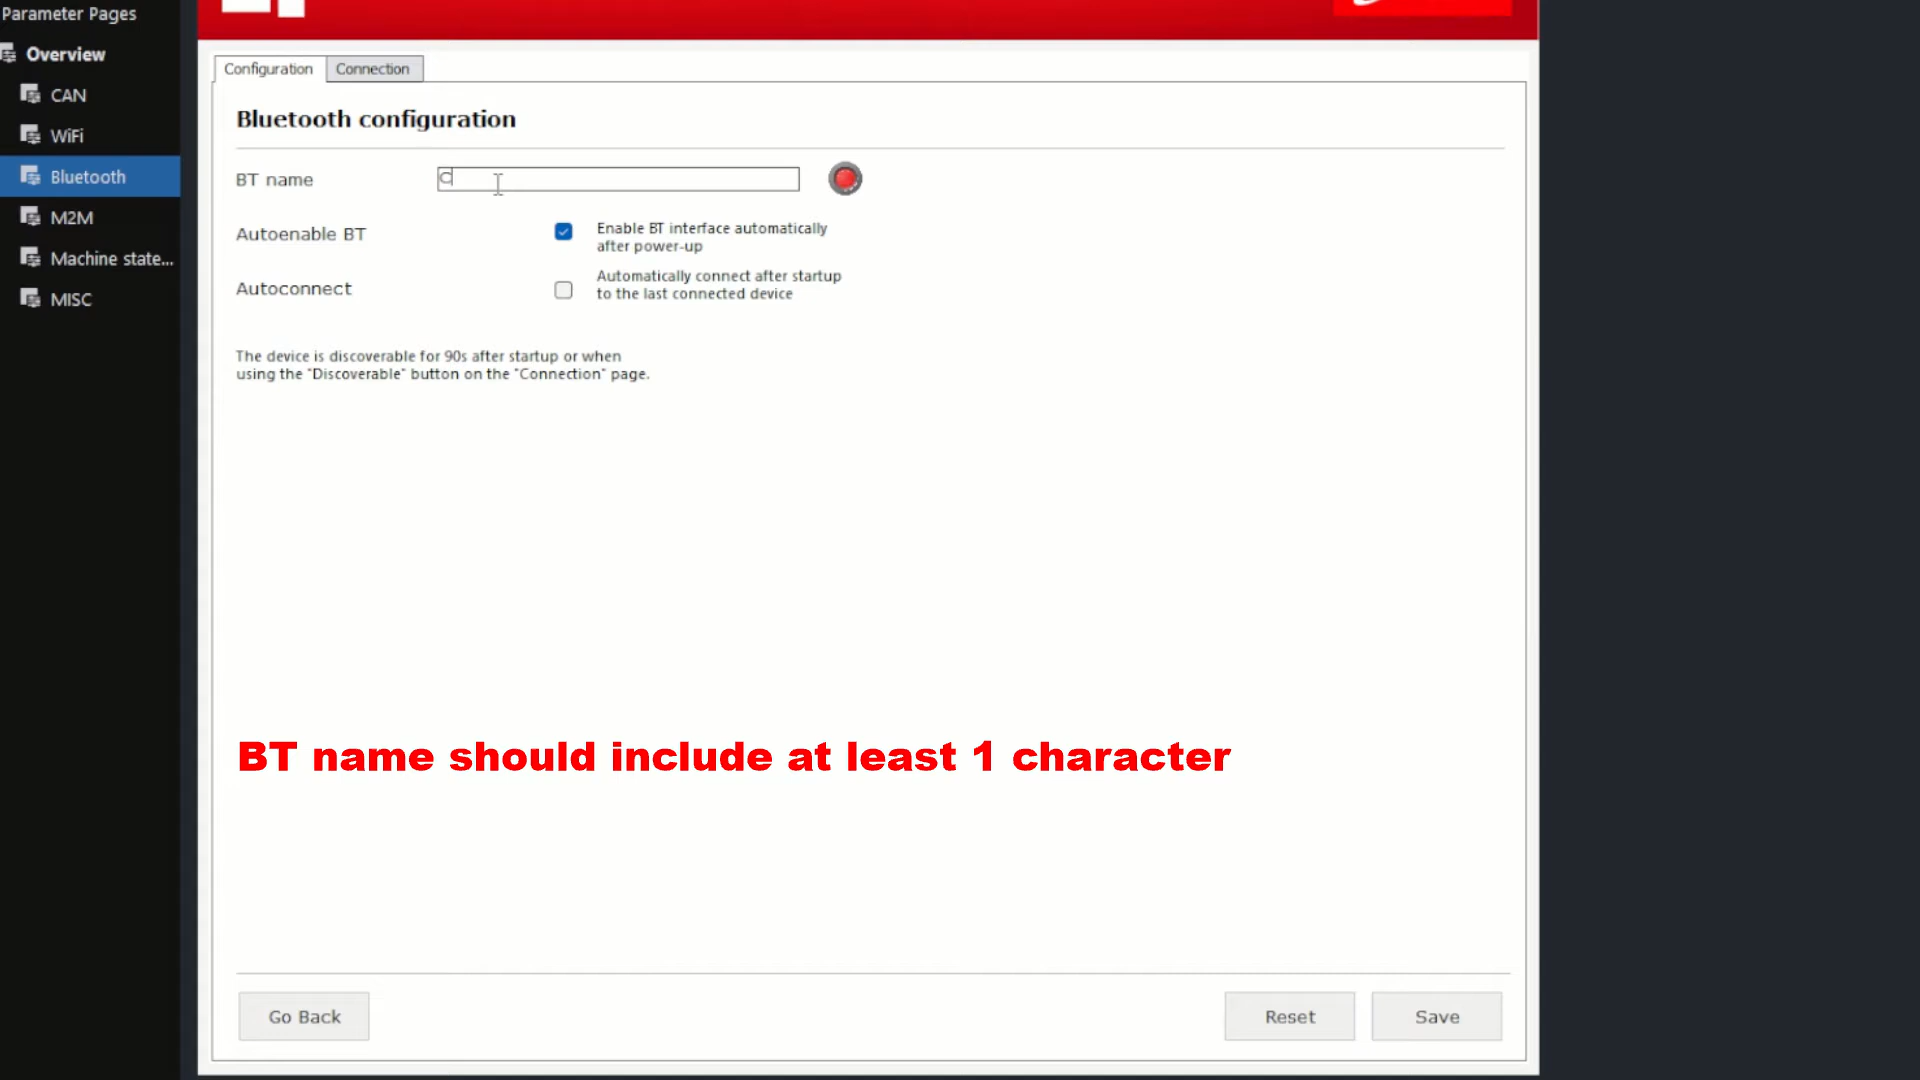 Parameter Pages
Overview
CAN
WiFi
Bluetooth
M2M
Machine state...
MISC
Configuration
Connection
Bluetooth configuration
BT name
C
Autoenable BT
Enable BT interface automatically
after power-up
Autoconnect
Automatically connect after startup
to the last connected device
The device is discoverable for 90s after startup or when
using the "Discoverable" button on the "Connection" page.
BT name should include at least 1 character
Go Back
Reset
Save